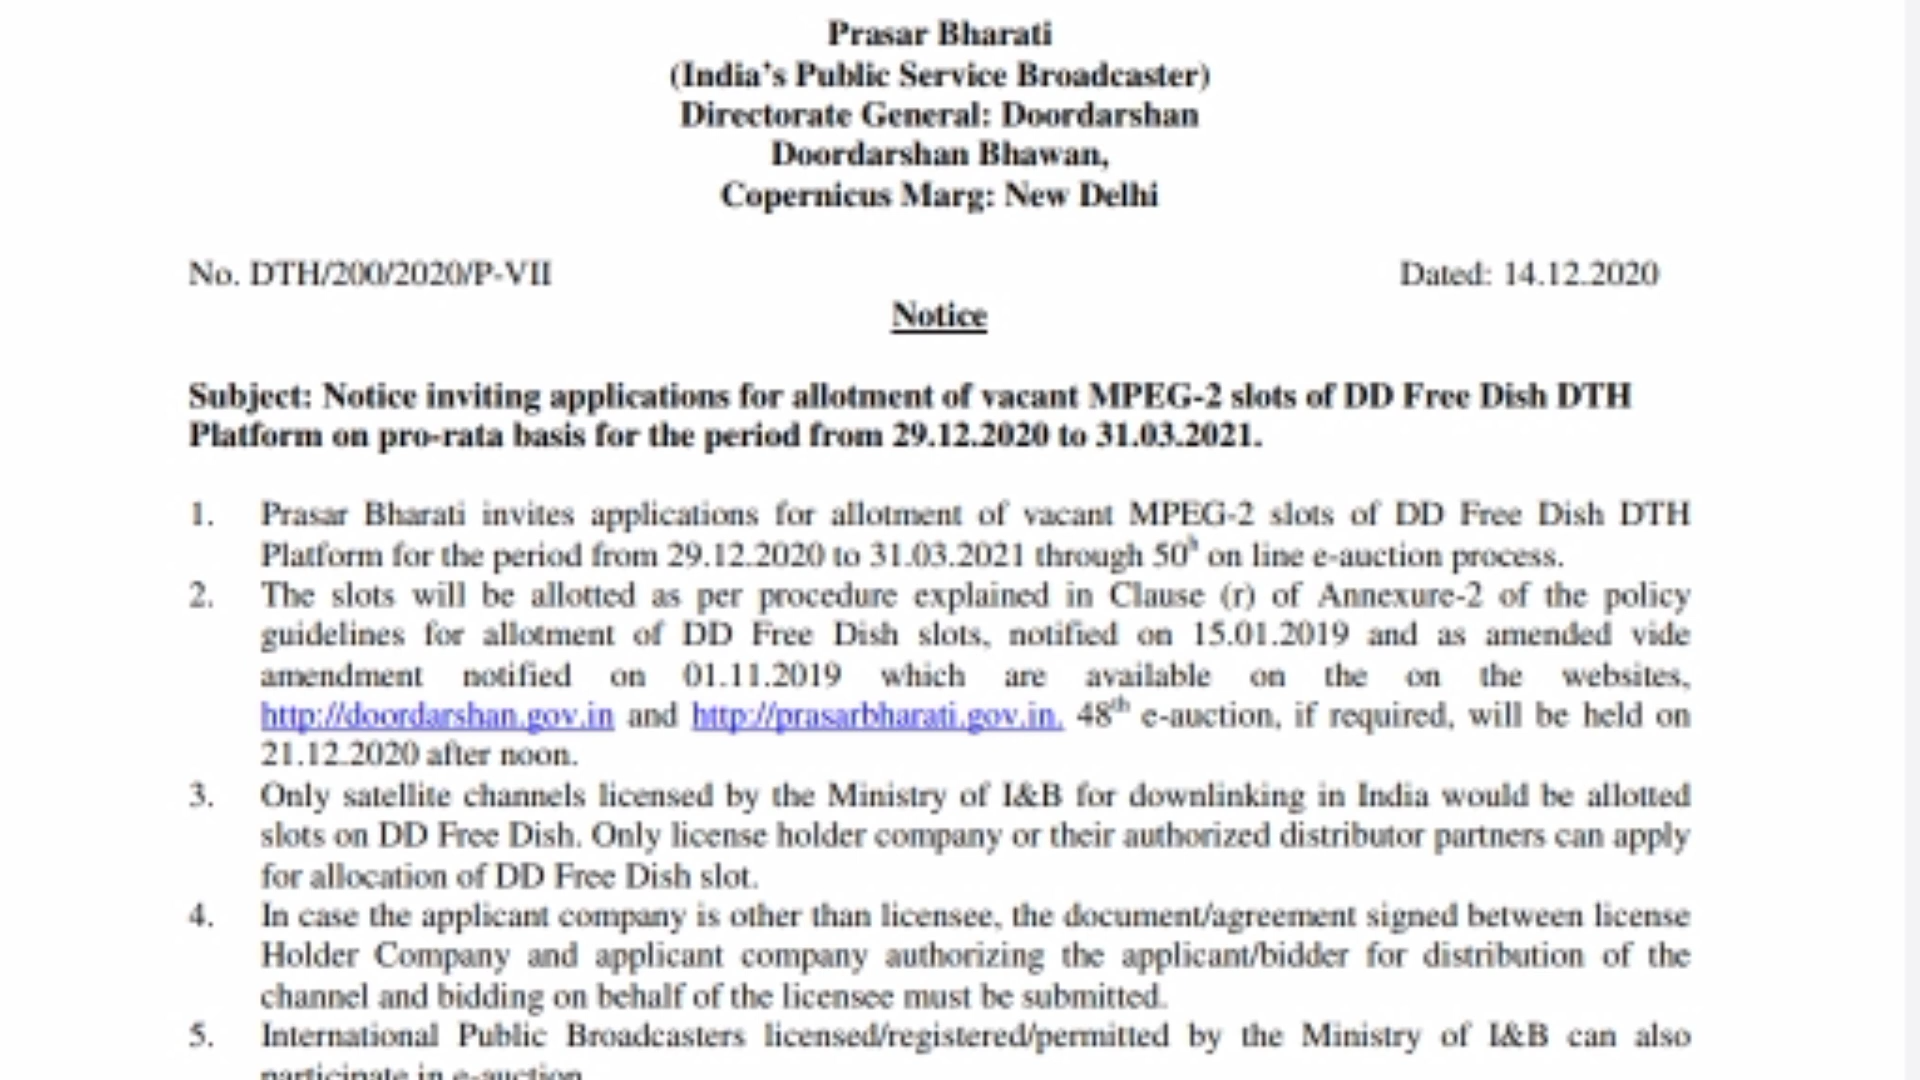 Prasar Bharati
(India's Public Service Broadcaster)
Directorate General: Doordarshan
Doordarshan Bhawan,
Copernicus Marg: New Delhi
No. DTH/200/2020/P-VII Dated: 14.12.2020
Notice
Subject: Notice inviting applications for allotment of vacant MPEG-2 slots of DD Free Dish DTH
Platform on pro-rata basis for the period from 29.12.2020 to 31.03.2021.
1. Prasar Bharati invites applications for allotment of vacant MPEG-2 slots of DD Free Dish DTH
Platform for the period from 29.12.2020 to 31.03.2021 through 50h on line e-auction process.
2. The slots will be allotted as per procedure explained in Clause (r) of Annexure-2 of the policy
guidelines for allotment of DD Free Dish slots, notified on 15.01.2019 and as amended vide
amendment notified on 01.11.2019 which are available on the on the websites,
http://doordarshan.gov.in and http://prasarbharati.gov.in. 48th e-auction, if required, will be held on
21.12.2020 after noon.
3. Only satellite channels licensed by the Ministry of I&B for downlinking in India would be allotted
slots on DD Free Dish. Only license holder company or their authorized distributor partners can apply
for allocation of DD Free Dish slot.
4. In case the applicant company is other than licensee, the document/agreement signed between license
Holder Company and applicant company authorizing the applicant/bidder for distribution of the
channel and bidding on behalf of the licensee must be submitted.
5. International Public Broadcasters licensed/registered/permitted by the Ministry of I&B can also
participate in e-auction.